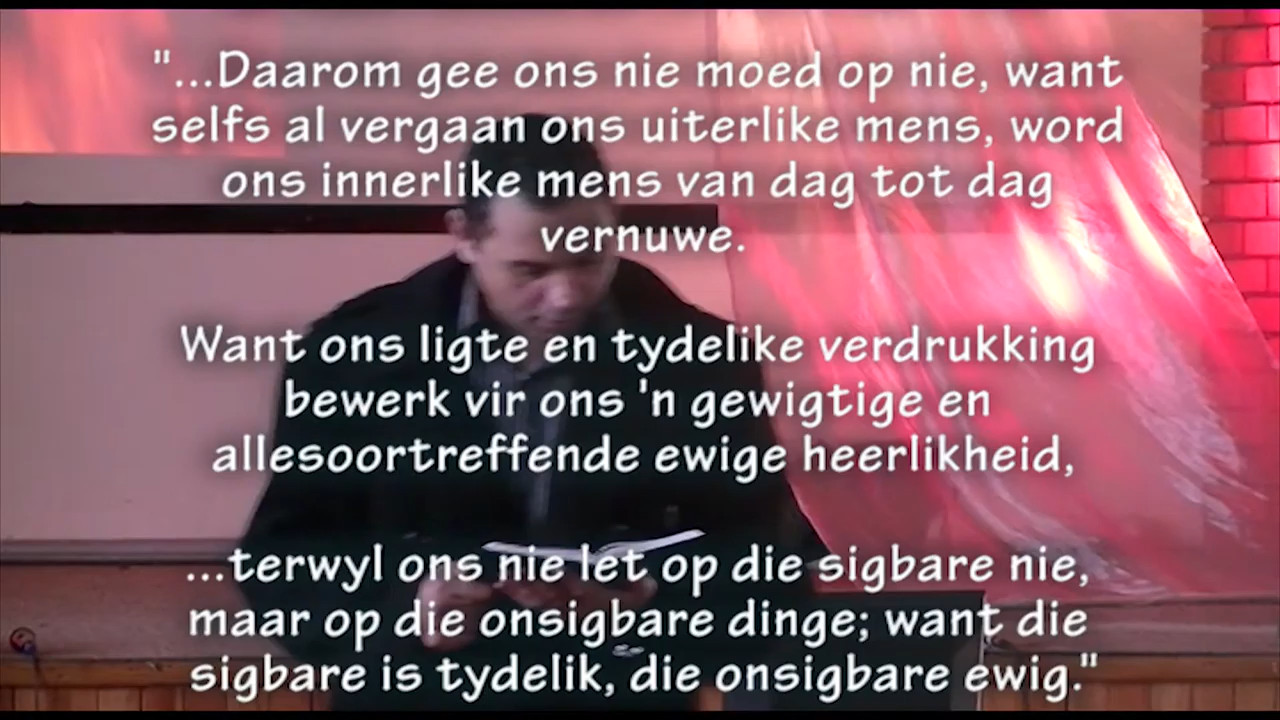 "...Daarom gee ons nie moed op nie, want
selfs al vergaan ons uiterlike mens, word
ons innerlike mens van dag tot dag
vernuwe.
Want ons ligte en tydelike verdrukking
bewerk vir ons 'n gewigtige en
allesoortreffende ewige heerlikheid,
...terwyl ons nie let op die sigbare nie,
maar op die onsigbare dinge; want die
sigbare is tydelik, die onsigbare ewig."